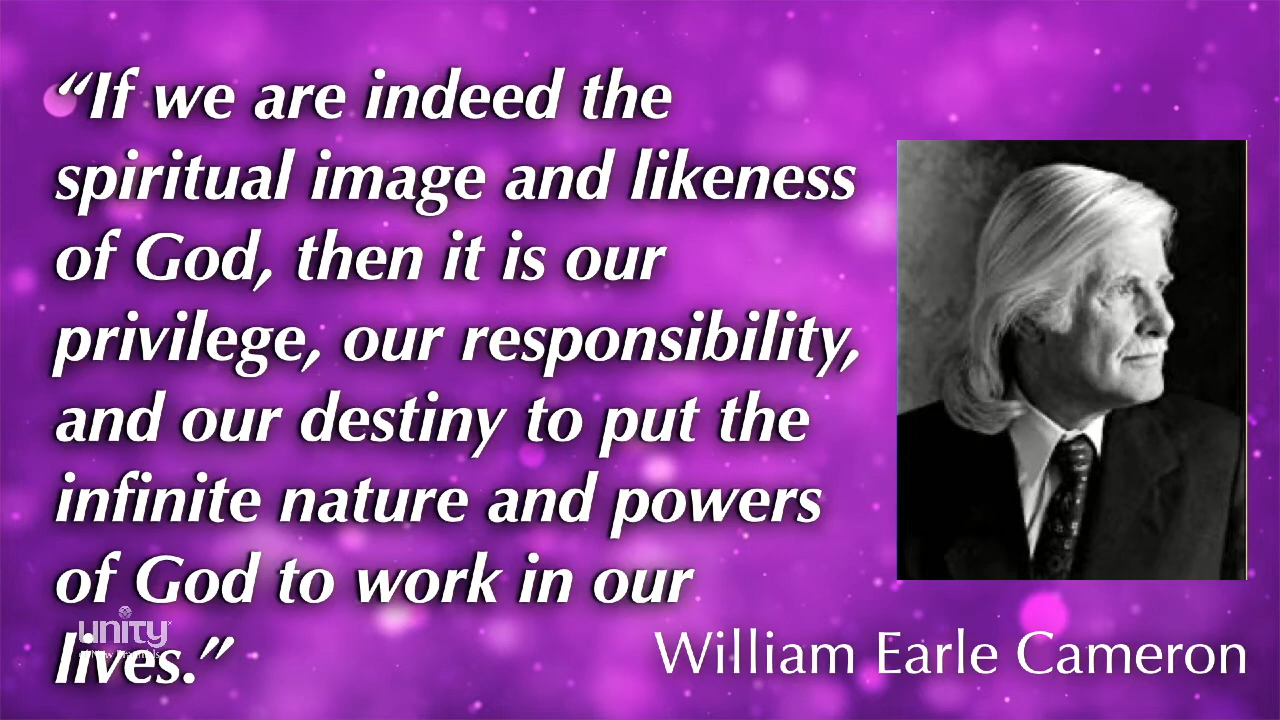 “If we are indeed the
spiritual image and likeness
of God, then it is our
privilege, our responsibility,
and our destiny to put the
infinite nature and powers
of God to work in our
lives.”
unity
William Earle Cameron